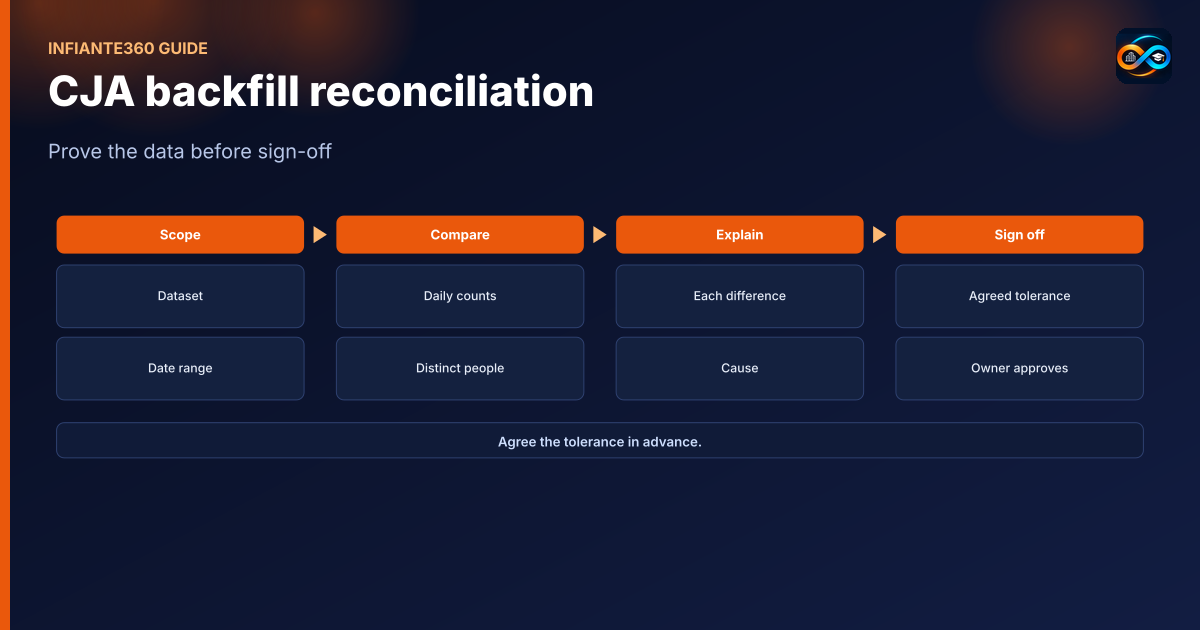 INFIANTE360 GUIDE
CJA backfill reconciliation
Prove the data before sign-off
Scope
Compare
Explain
Sign off
Dataset
Daily counts
Each difference
Agreed tolerance
Date range
Distinct people
Cause
Owner approves
Agree the tolerance in advance.